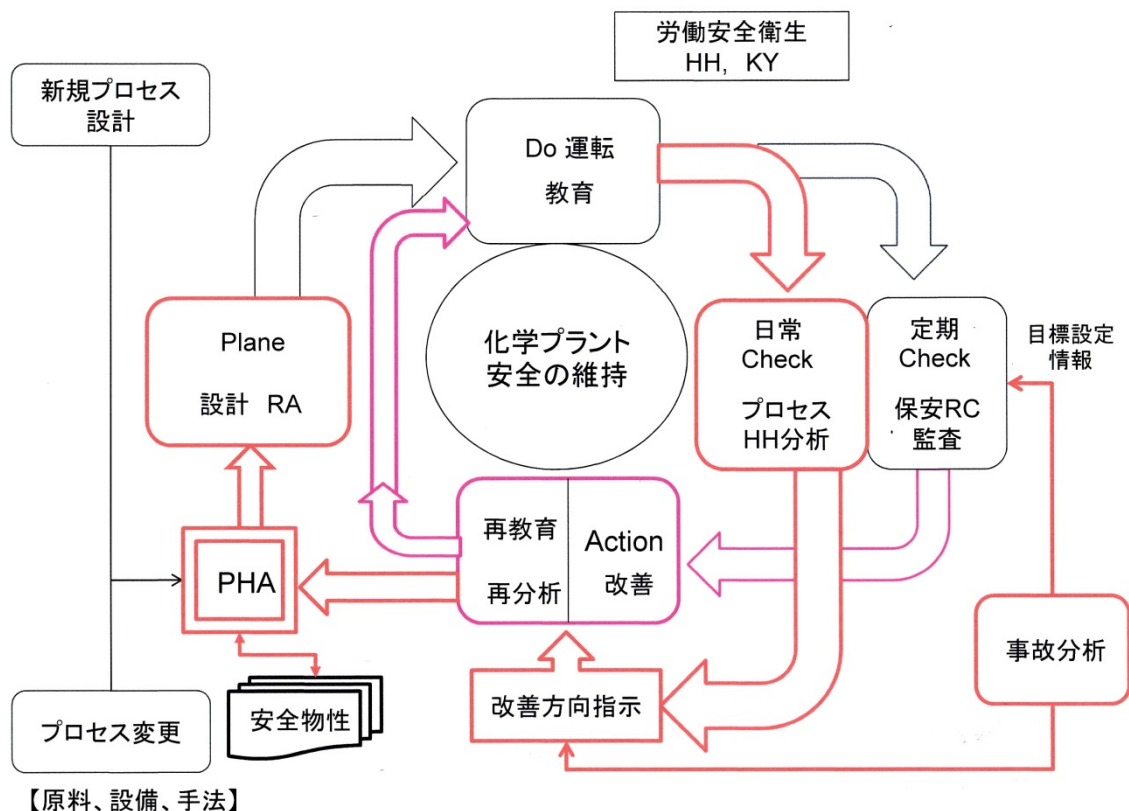 労働安全衛生
HH, KY
新規プロセス
設計
Do 運転
教育
Plane
設計 RA
化学プラント
安全の維持
日常
Check
プロセス
HH分析
定期
Check
保安RC
監査
目標設定
情報
再教育
再分析
Action
改善
PHA
事故分析
改善方向指示
安全物性
プロセス変更
【原料、設備、手法】